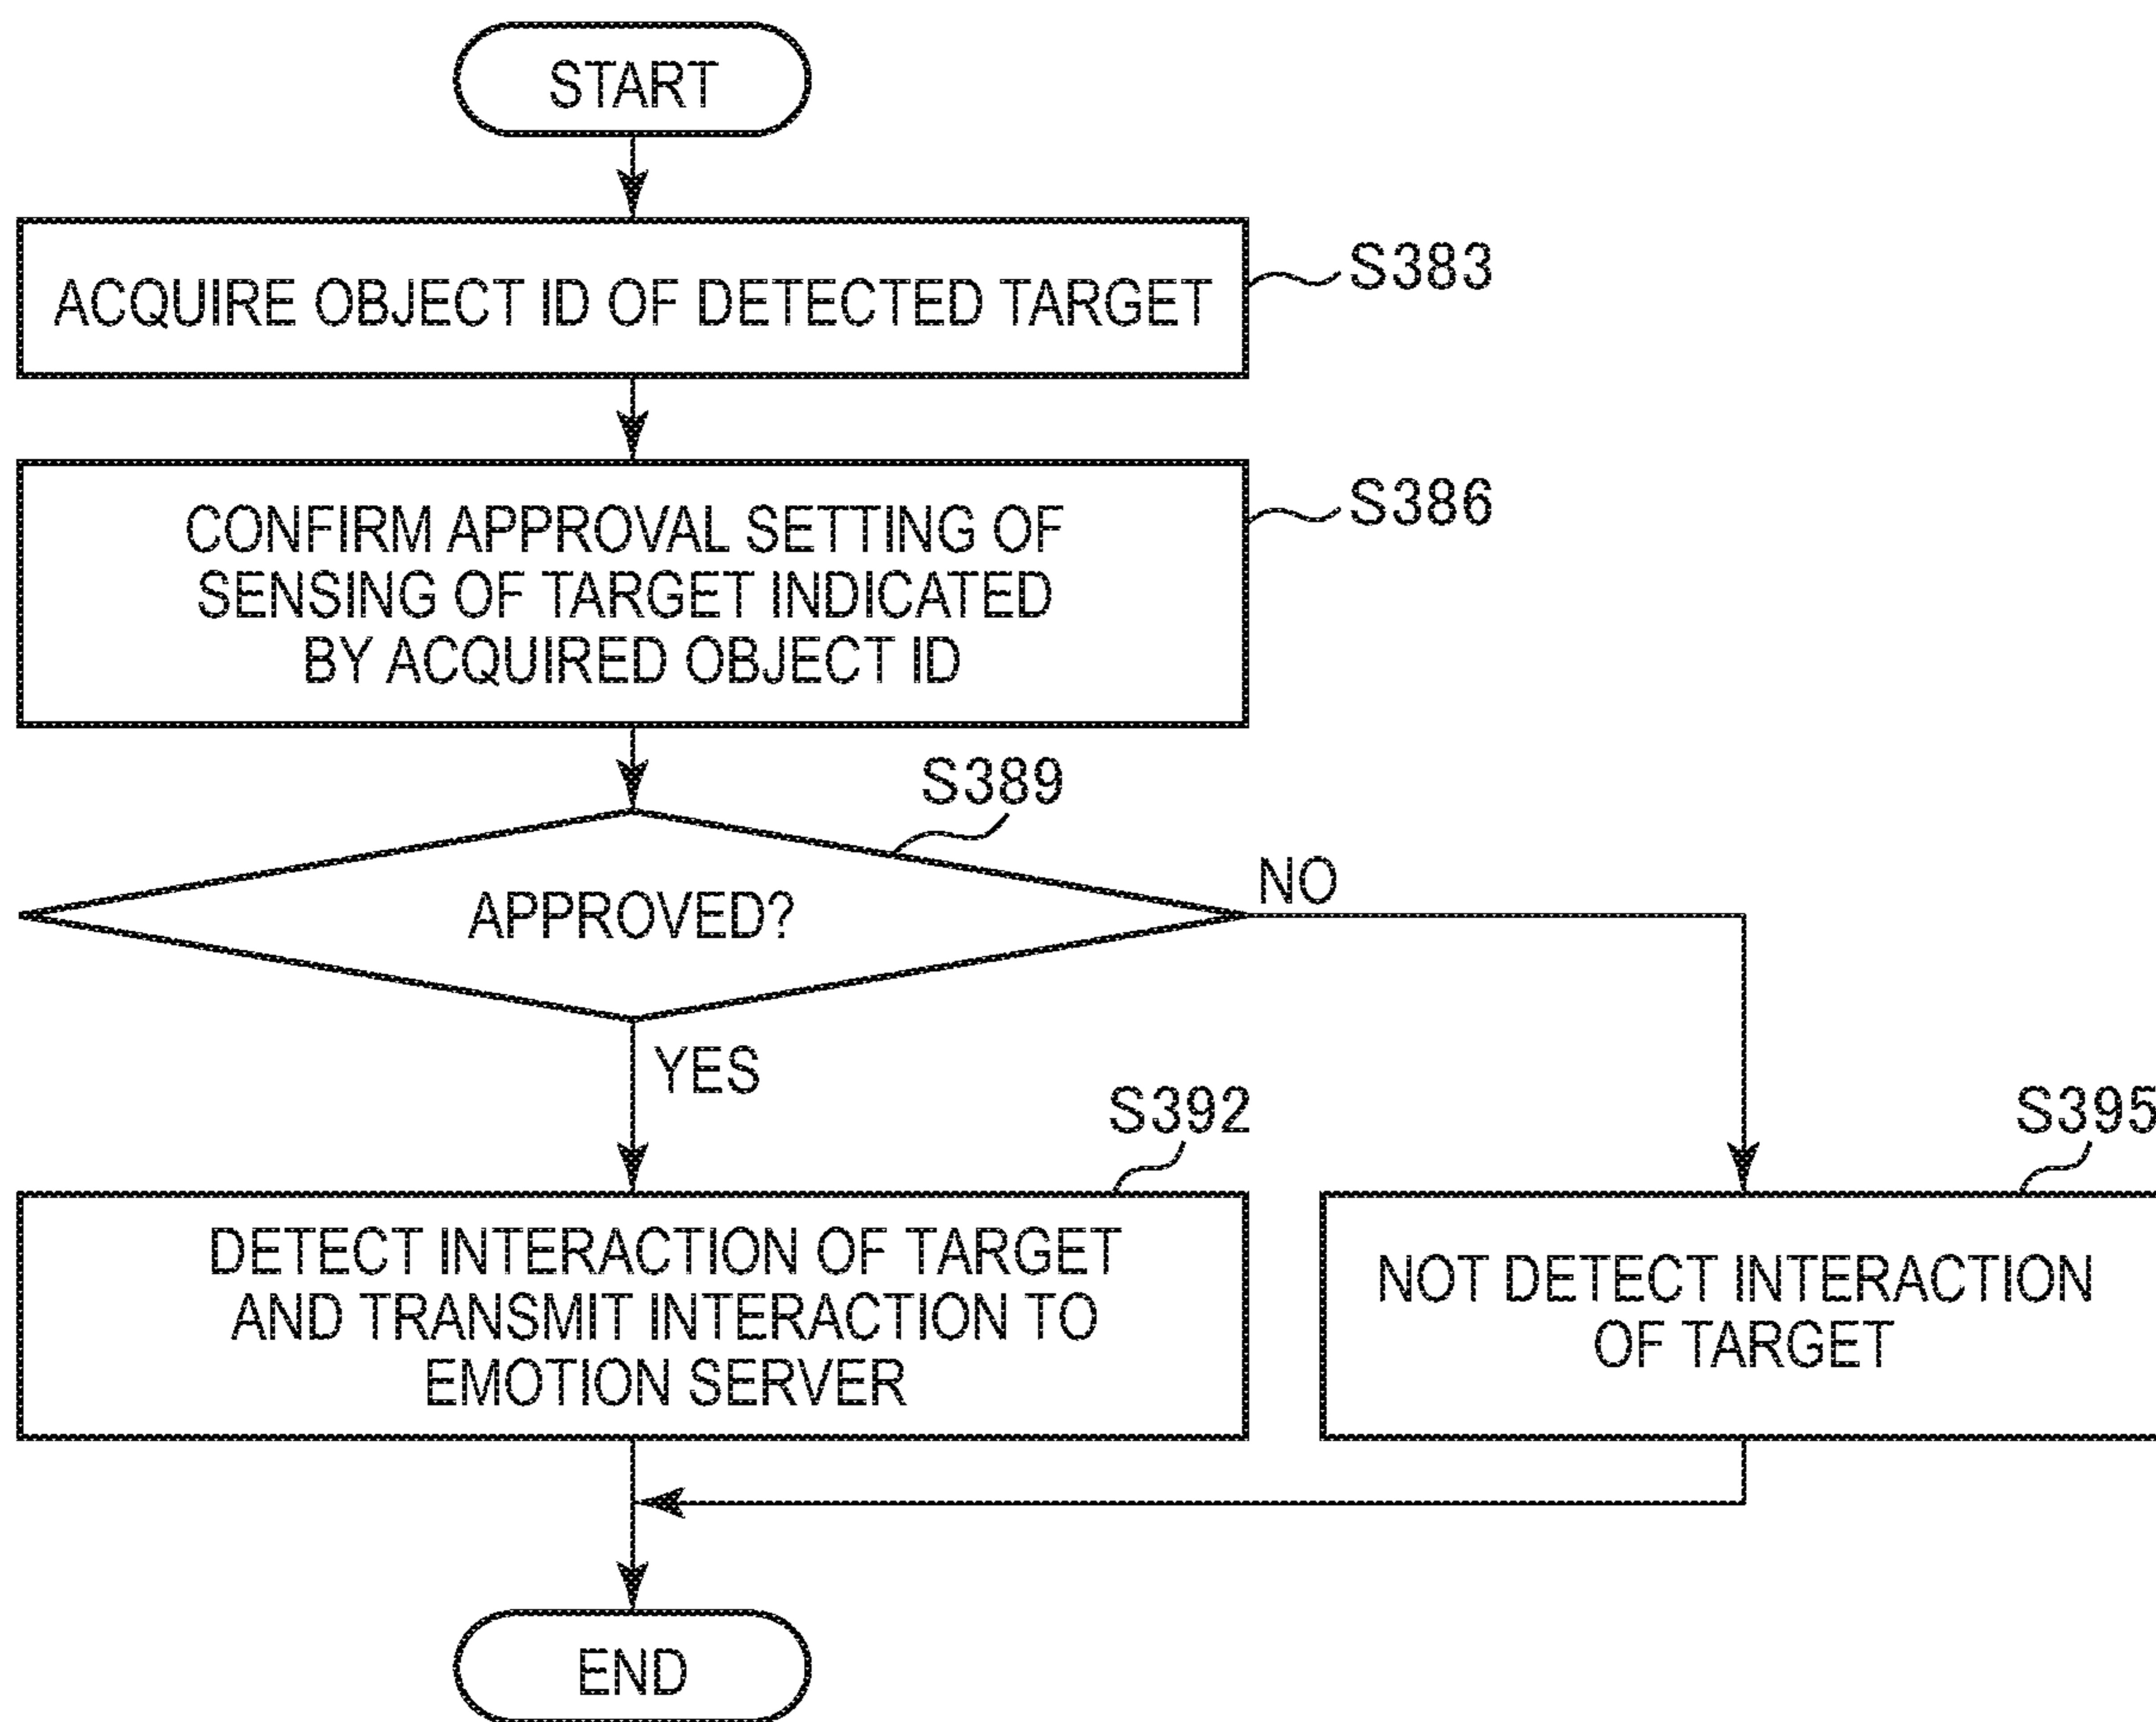 START
ACQUIRE OBJECT ID OF DETECTED TARGET
S383
CONFIRM APPROVAL SETTING OF
SENSING OF TARGET INDICATED
BY ACQUIRED OBJECT ID
S386
S389
APPROVED?
NO
YES
S392
DETECT INTERACTION OF TARGET
AND TRANSMIT INTERACTION TO
EMOTION SERVER
S395
NOT DETECT INTERACTION
OF TARGET
END